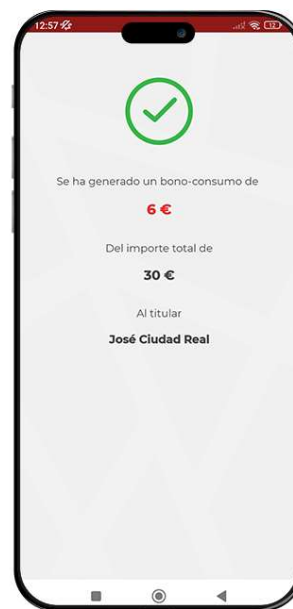 12:57
12
Se ha generado un bono-consumo de
6 €
Del importe total de
30 €
Al titular
José Ciudad Real